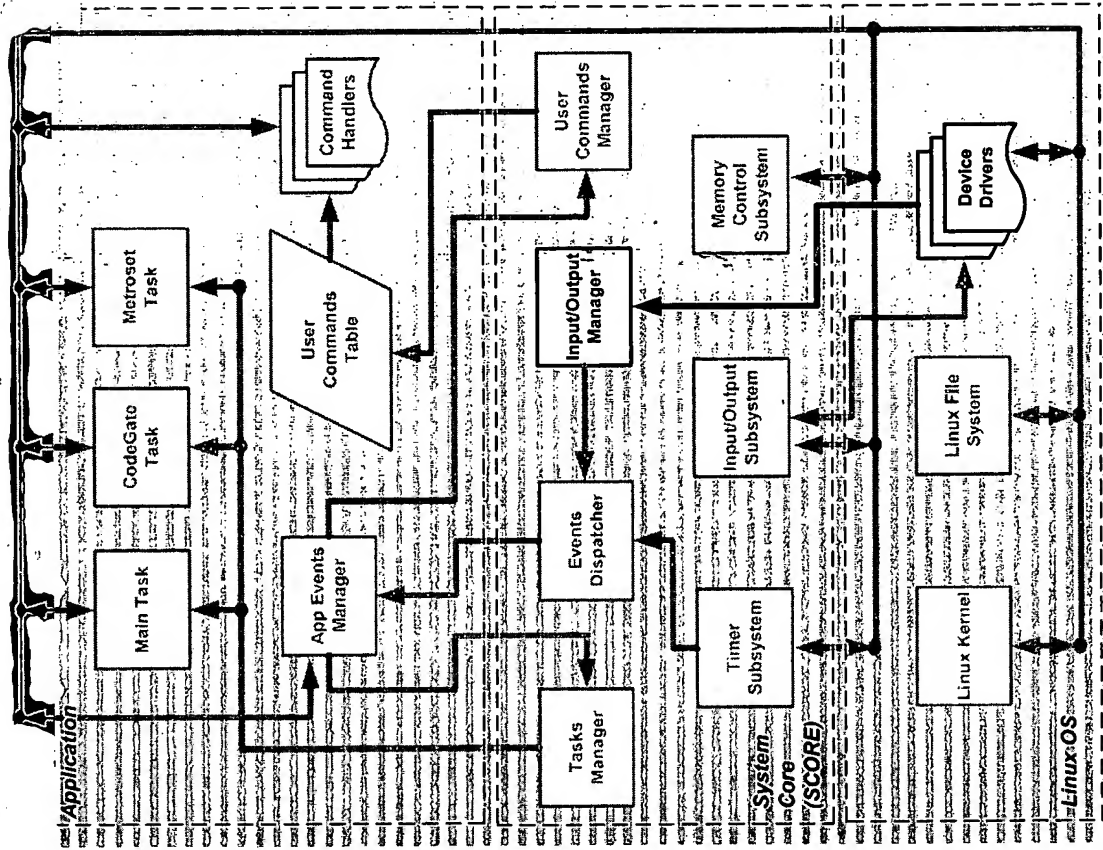 Application
Main Task
CodeGate
Task
Metroset
Task
App Events
Manager
User
Commands
Table
Command
Handlers
Tasks
Manager
Events
Dispatcher
Input/Output
Manager
User
Commands
Manager
Timer
Subsystem
Input/Output
Subsystem
Memory
Control
Subsystem
System
Core
(SCORE)
Linux Kernel
Linux File
System
Device
Drivers
Linux OS